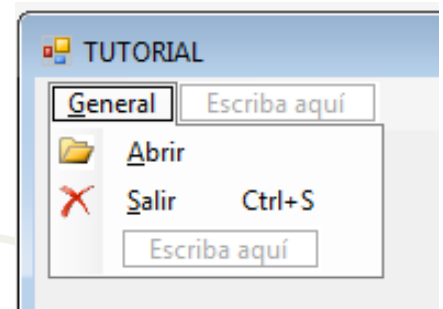 TUTORIAL
General Escriba aquí
Abrir
Salir Ctrl+S
Escriba aquí